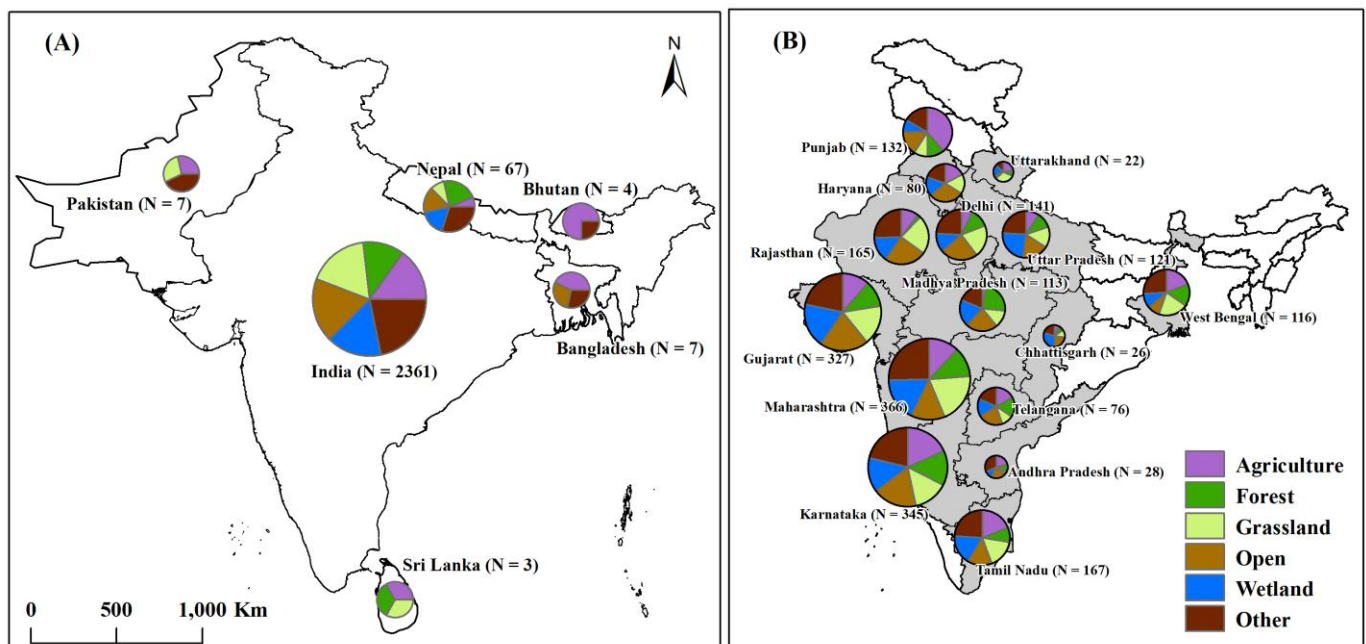 (A)
N
Nepal (N = 67)
Bhutan (N = 4)
Pakistan (N = 7)
India (N = 2361)
Bangladesh (N = 7)
Sri Lanka (N = 3)
0 500 1,000 Km
(B)
Punjab (N = 132)
Uttarakhand (N = 22)
Haryana (N = 80)
Delhi (N = 141)
Rajasthan (N = 165)
Uttar Pradesh (N = 121)
Madhya Pradesh (N = 113)
West Bengal (N = 116)
Gujarat (N = 327)
Chhattisgarh (N = 26)
Maharashtra (N = 366)
Telangana (N = 76)
Andhra Pradesh (N = 28)
Karnataka (N = 345)
Tamil Nadu (N = 167)
Agriculture
Forest
Grassland
Open
Wetland
Other